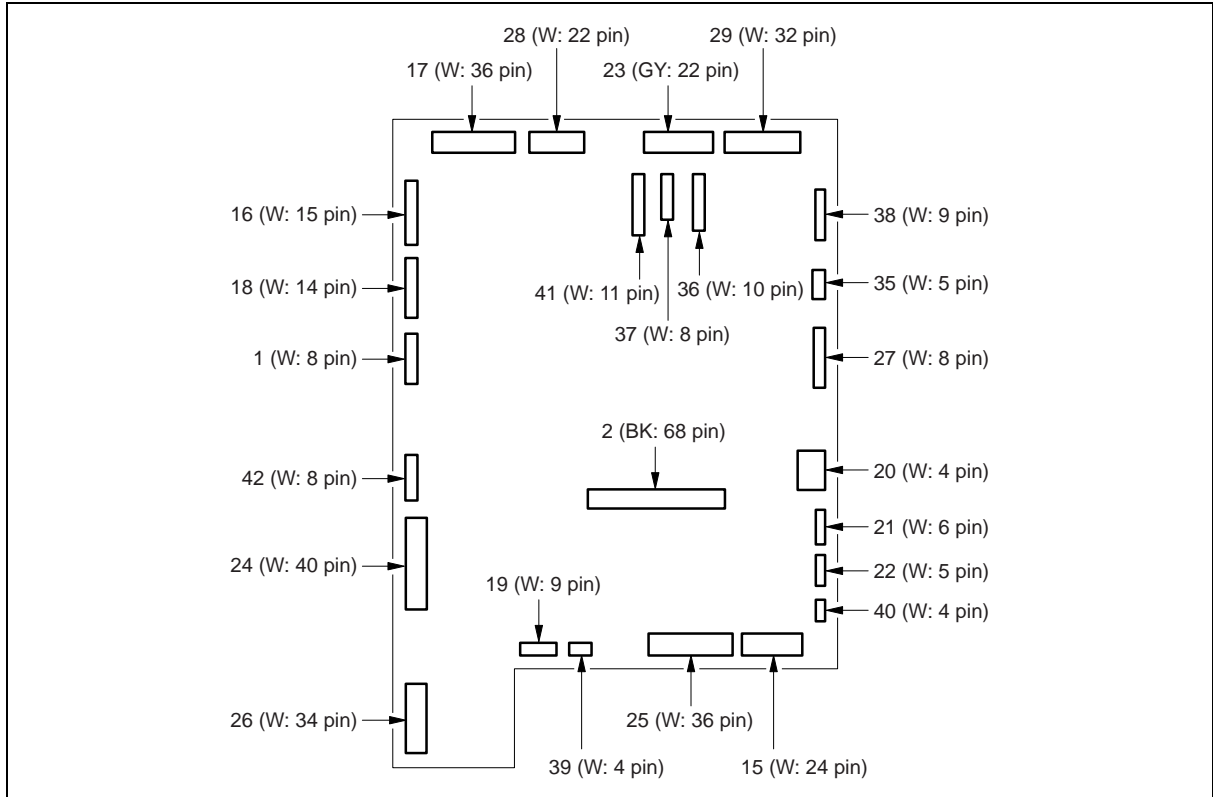 28 (W: 22 pin)
29 (W: 32 pin)
17 (W: 36 pin)
23 (GY: 22 pin)
16 (W: 15 pin)
38 (W: 9 pin)
18 (W: 14 pin)
41 (W: 11 pin)
36 (W: 10 pin)
35 (W: 5 pin)
37 (W: 8 pin)
1 (W: 8 pin)
27 (W: 8 pin)
2 (BK: 68 pin)
42 (W: 8 pin)
20 (W: 4 pin)
21 (W: 6 pin)
24 (W: 40 pin)
22 (W: 5 pin)
19 (W: 9 pin)
40 (W: 4 pin)
26 (W: 34 pin)
25 (W: 36 pin)
39 (W: 4 pin)
15 (W: 24 pin)